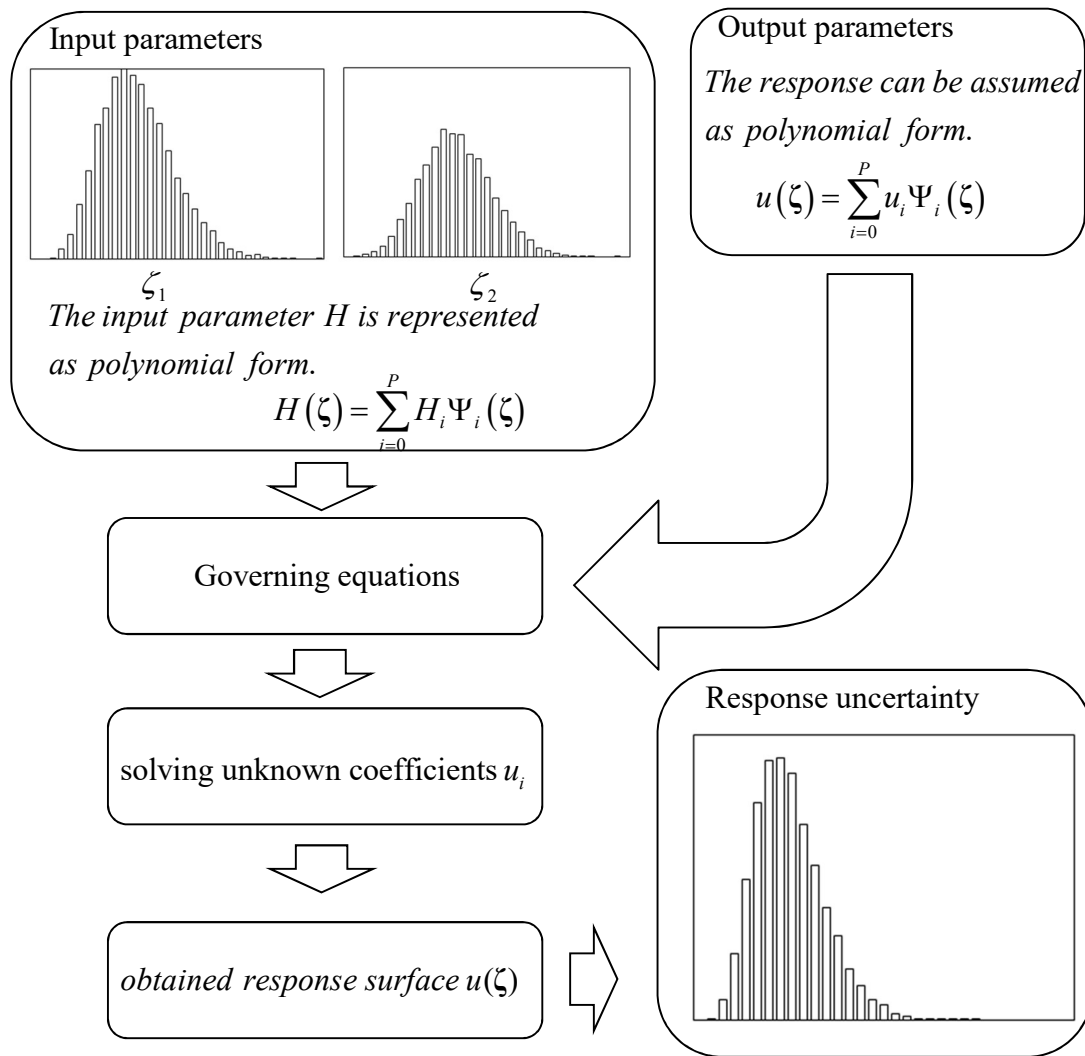 Input parameters
ζ₁ ζ₂
The input parameter H is represented
as polynomial form.
H(ζ) = ∑_{i=0}^{P} H_i Ψ_i(ζ)
Output parameters
The response can be assumed
as polynomial form.
u(ζ) = ∑_{i=0}^{P} u_i Ψ_i(ζ)
Governing equations
solving unknown coefficients u_i
obtained response surface u(ζ)
Response uncertainty